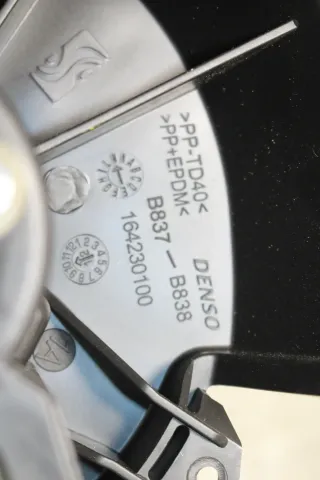 >PP-TD40<
>PP+EPDM<
B837 — B838
164230100
DENSO